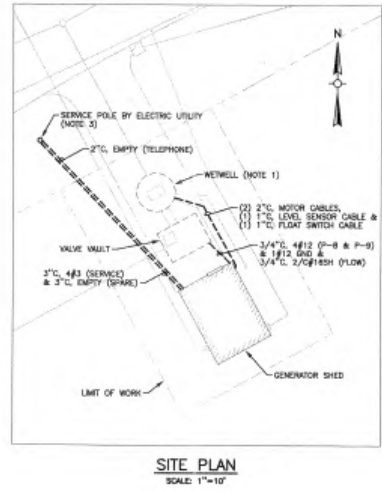 N
SERVICE POLE BY ELECTRIC UTILITY
(NOTE 3)
2"C, EMPTY (TELEPHONE)
WETWELL (NOTE 1)
(2) 2"C, MOTOR CABLES,
(1) 1"C, LEVEL SENSOR CABLE &
(1) 1"C, FLOAT SWITCH CABLE
VALVE VAULT
3/4"C, 4#12 (P-8 & P-9)
& 1#12 GND &
3/4"C, 2/C#16SH (FLOW)
3"C, 4#3 (SERVICE)
& 3"C, EMPTY (SPARE)
LIMIT OF WORK
GENERATOR SHED
SITE PLAN
SCALE: 1"=10'